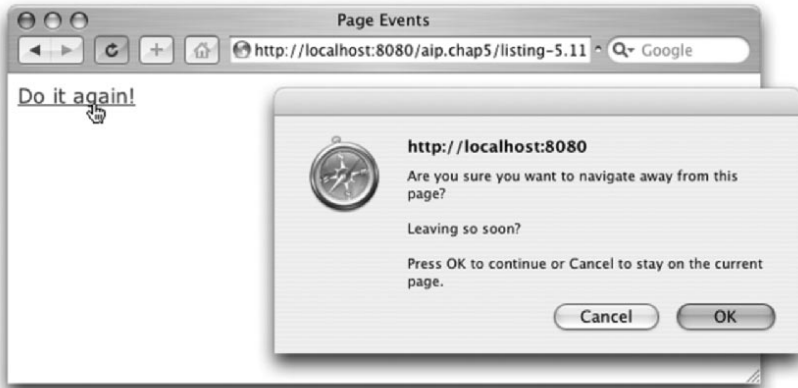 Page Events
http://localhost:8080/aip.chap5/listing-5.11
Google
Do it again!
http://localhost:8080
Are you sure you want to navigate away from this
page?
Leaving so soon?
Press OK to continue or Cancel to stay on the current
page.
Cancel
OK